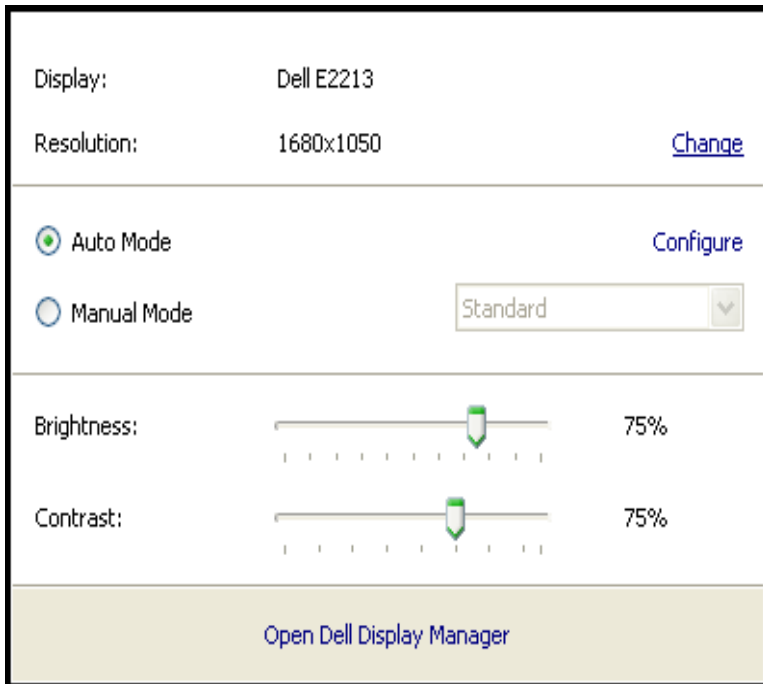 Display: Dell E2213
Resolution: 1680x1050 Change
Auto Mode Configure
Manual Mode Standard
Brightness: 75%
Contrast: 75%
Open Dell Display Manager